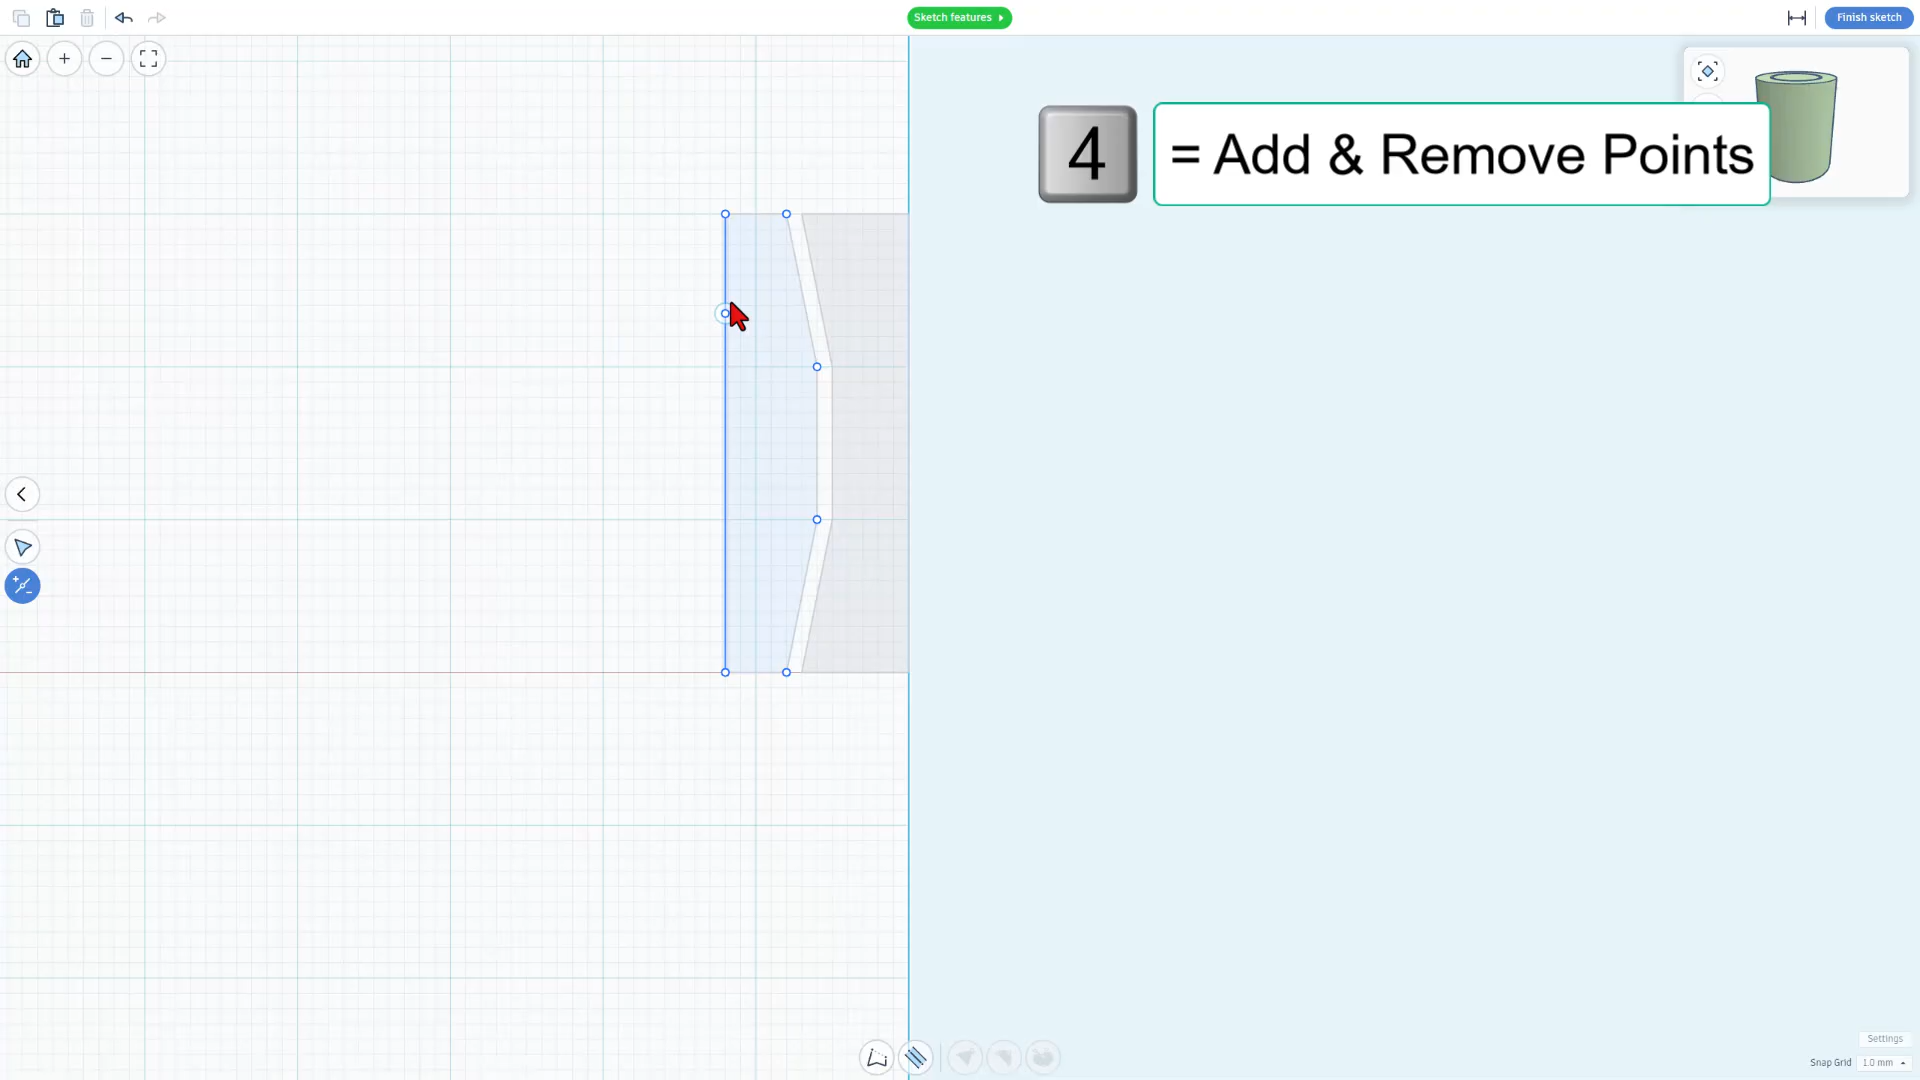 Sketch features
Finish sketch
4
= Add & Remove Points
Settings
Snap Grid 1.0 mm